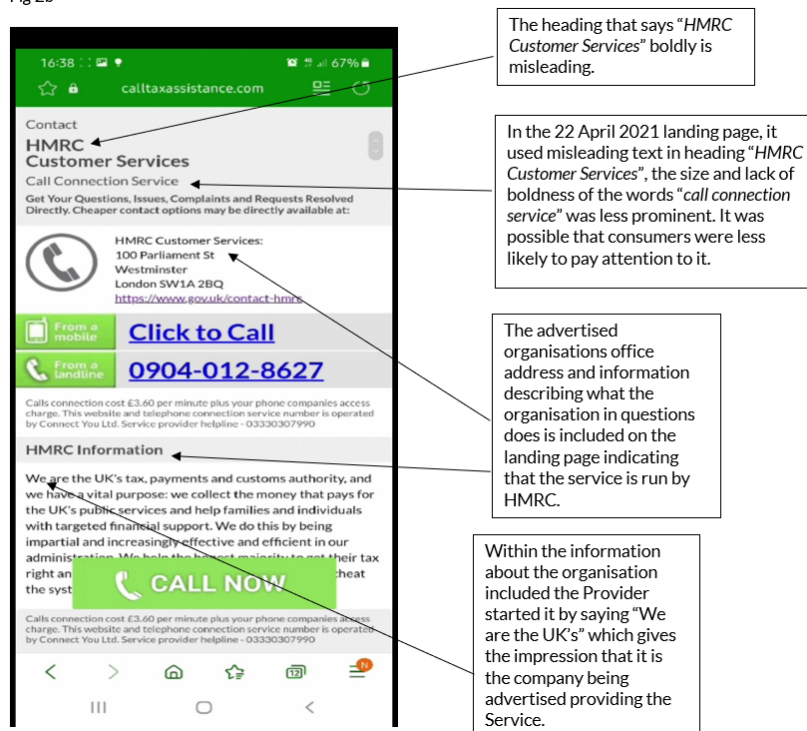 Fig 2b
16:38
67%
calltaxassistance.com
Contact
HMRC
Customer Services
Call Connection Service
Get Your Questions, Issues, Complaints and Requests Resolved
Directly. Cheaper contact options may be directly available at:
HMRC Customer Services:
100 Parliament St
Westminster
London SW1A 2BQ
https://www.gov.uk/contact-hmrc
From a
mobile
Click to Call
From a
landline
0904-012-8627
Calls connection cost £3.60 per minute plus your phone companies access
charge. This website and telephone connection service number is operated
by Connect You Ltd. Service provider helpline - 03330307990
HMRC Information
We are the UK's tax, payments and customs authority, and
we have a vital purpose: we collect the money that pays for
the UK's public services and help families and individuals
with targeted financial support. We do this by being
impartial and increasingly effective and efficient in our
administration. We help the honest majority to get their tax
right an
cheat
the syst
CALL NOW
Calls connection cost £3.60 per minute plus your phone companies access
charge. This website and telephone connection service number is operated
by Connect You Ltd. Service provider helpline - 03330307990
12
N
The heading that says "HMRC
Customer Services" boldly is
misleading.
In the 22 April 2021 landing page, it
used misleading text in heading "HMRC
Customer Services", the size and lack of
boldness of the words "call connection
service" was less prominent. It was
possible that consumers were less
likely to pay attention to it.
The advertised
organisations office
address and information
describing what the
organisation in questions
does is included on the
landing page indicating
that the service is run by
HMRC.
Within the information
about the organisation
included the Provider
started it by saying "We
are the UK's" which gives
the impression that it is
the company being
advertised providing the
Service.